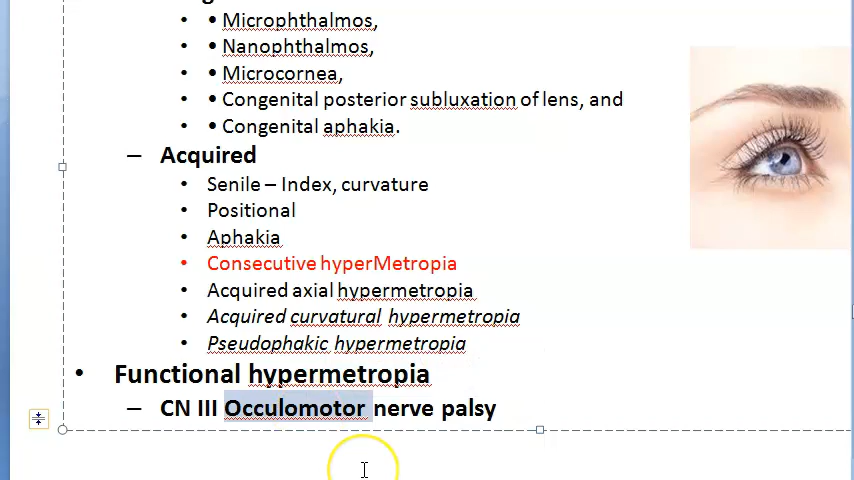 • • Microphthalmos,
• • Nanophthalmos,
• • Microcornea,
• • Congenital posterior subluxation of lens, and
• • Congenital aphakia.
– Acquired
• Senile – Index, curvature
• Positional
• Aphakia
• Consecutive hyperMetropia
• Acquired axial hypermetropia
• Acquired curvatural hypermetropia
• Pseudophakic hypermetropia
• Functional hypermetropia
– CN III Occulomotor nerve palsy